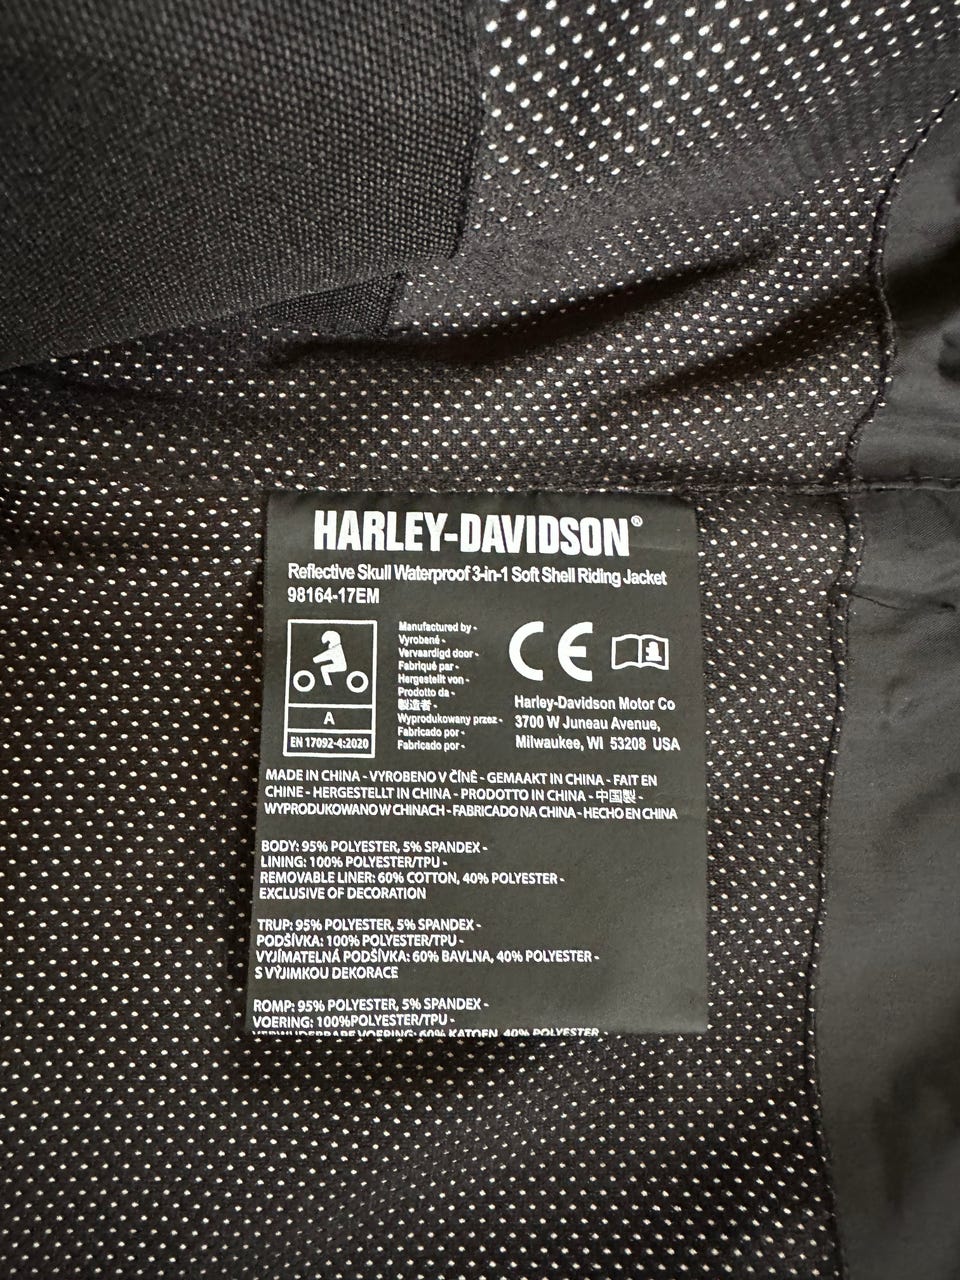 HARLEY-DAVIDSON®
Reflective Skull Waterproof 3-in-1 Soft Shell Riding Jacket
98164-17EM
A
EN 17092-4:2020
Manufactured by -
Vyrobené -
Vervaardigd door -
Fabriqué par -
Hergestellt von -
Prodotto da -
製造者 -
Wyprodukowany przez -
Fabricado por -
Fabricado por -
CE
Harley-Davidson Motor Co
3700 W Juneau Avenue,
Milwaukee, WI 53208 USA
MADE IN CHINA - VYROBENO V ČÍNĚ - GEMAAKT IN CHINA - FAIT EN
CHINE - HERGESTELLT IN CHINA - PRODOTTO IN CHINA - 中国製 -
WYPRODUKOWANO W CHINACH - FABRICADO NA CHINA - HECHO EN CHINA
BODY: 95% POLYESTER, 5% SPANDEX -
LINING: 100% POLYESTER/TPU -
REMOVABLE LINER: 60% COTTON, 40% POLYESTER -
EXCLUSIVE OF DECORATION
TRUP: 95% POLYESTER, 5% SPANDEX -
PODŠÍVKA: 100% POLYESTER/TPU -
VYJÍMATELNÁ PODŠÍVKA: 60% BAVLNA, 40% POLYESTER -
S VÝJIMKOU DEKORACE
ROMP: 95% POLYESTER, 5% SPANDEX -
VOERING: 100%POLYESTER/TPU -
VERWIJDERBARE VOERING: 60% KATOEN, 40% POLYESTER -